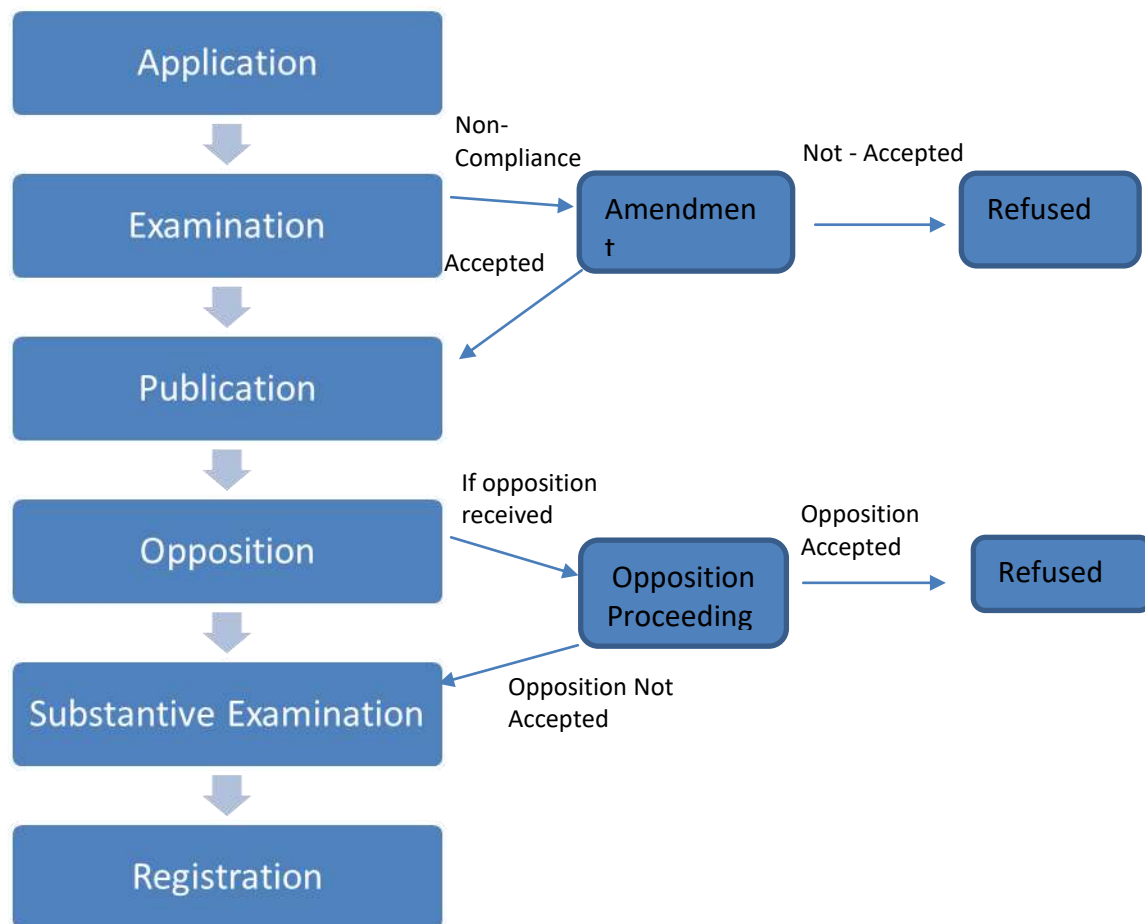 Application
Non-
Compliance
Not - Accepted
Examination
Amendmen
t
Refused
Accepted
Publication
If opposition
received
Opposition
Accepted
Opposition
Opposition
Proceeding
Refused
Opposition Not
Accepted
Substantive Examination
Registration